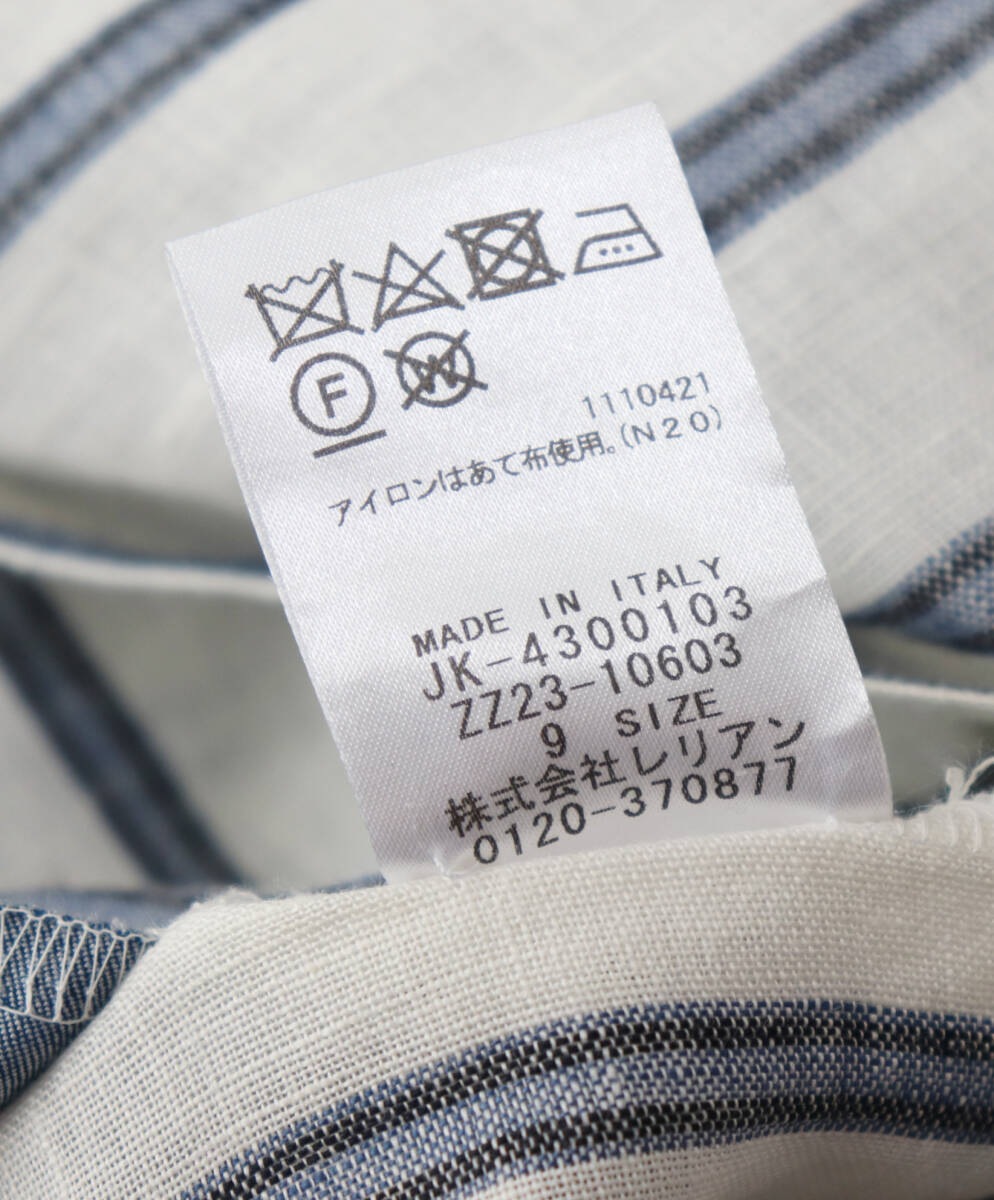 F W
1110421
アイロンはあて布使用。(N20)
MADE IN ITALY
JK-4300103
ZZ23-10603
9 SIZE
株式会社レリアン
0120-370877